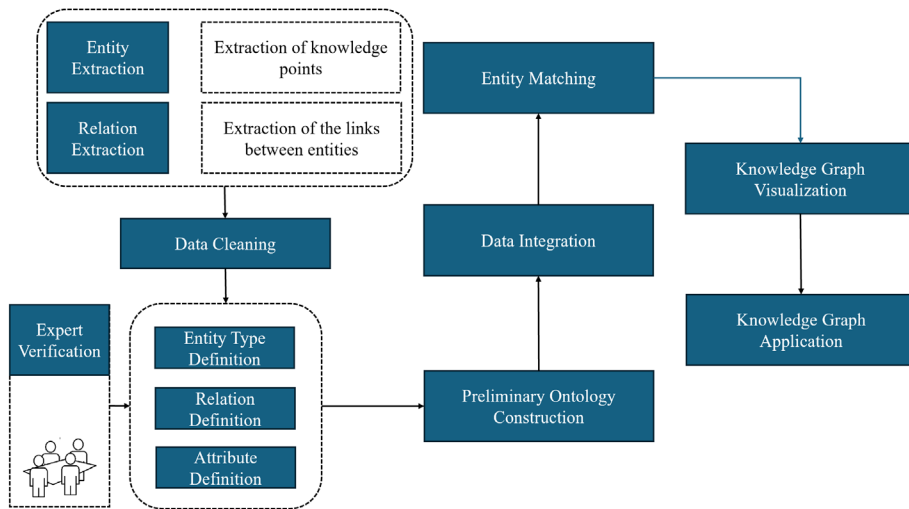 Entity
Extraction
Extraction of knowledge
points
Relation
Extraction
Extraction of the links
between entities
Data Cleaning
Expert
Verification
Entity Type
Definition
Relation
Definition
Attribute
Definition
Preliminary Ontology
Construction
Data Integration
Entity Matching
Knowledge Graph
Visualization
Knowledge Graph
Application